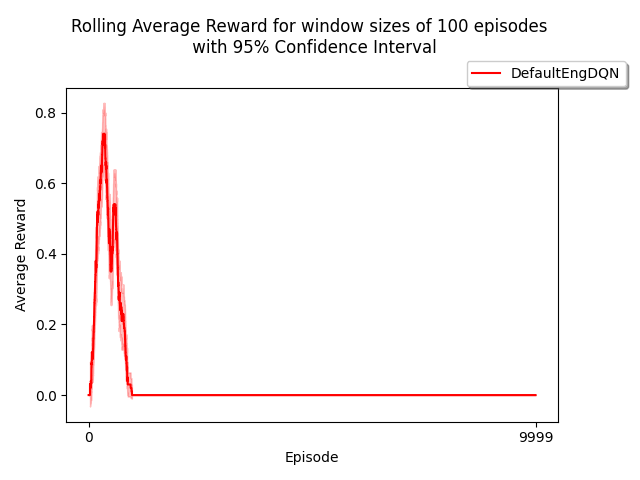 Rolling Average Reward for window sizes of 100 episodes
with 95% Confidence Interval
DefaultEngDQN
0.8
0.6
0.4
0.2
0.0
Average Reward
0
9999
Episode